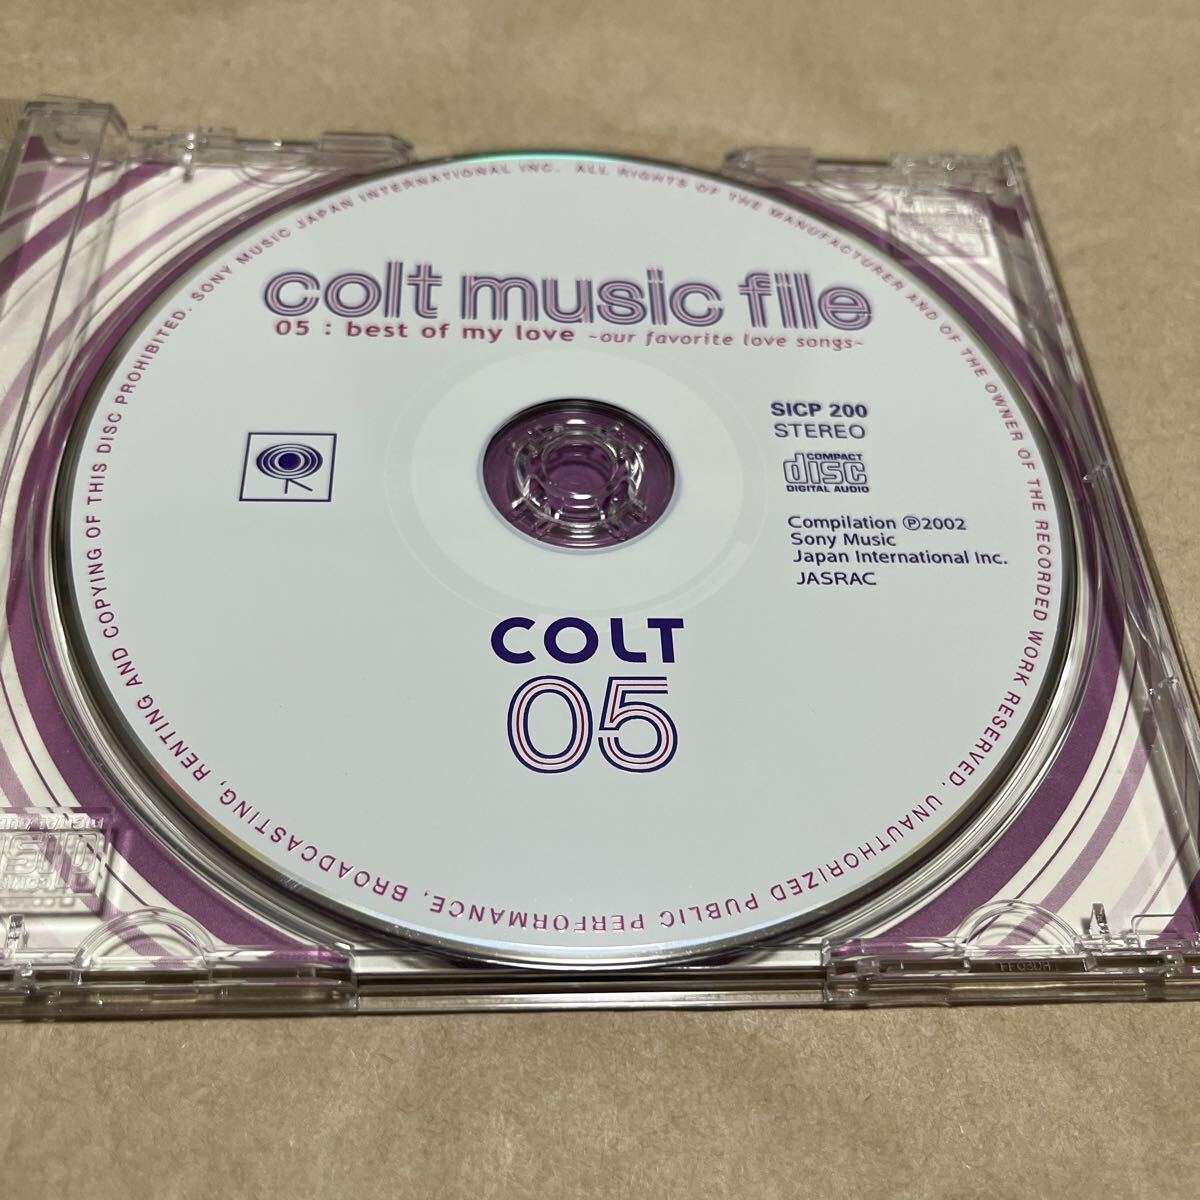 colt music file
05 : best of my love ~our favorite love songs~
SICP 200
STEREO
COMPACT
disc
DIGITAL AUDIO
Compilation ℗2002
Sony Music
Japan International Inc.
JASRAC
COLT
05
SONY MUSIC JAPAN INTERNATIONAL INC. ALL RIGHTS OF THE MANUFACTURER AND OF THE OWNER OF THE RECORDED WORK RESERVED. UNAUTHORIZED PUBLIC PERFORMANCE, BROADCASTING, RENTING AND COPYING OF THIS DISC PROHIBITED.